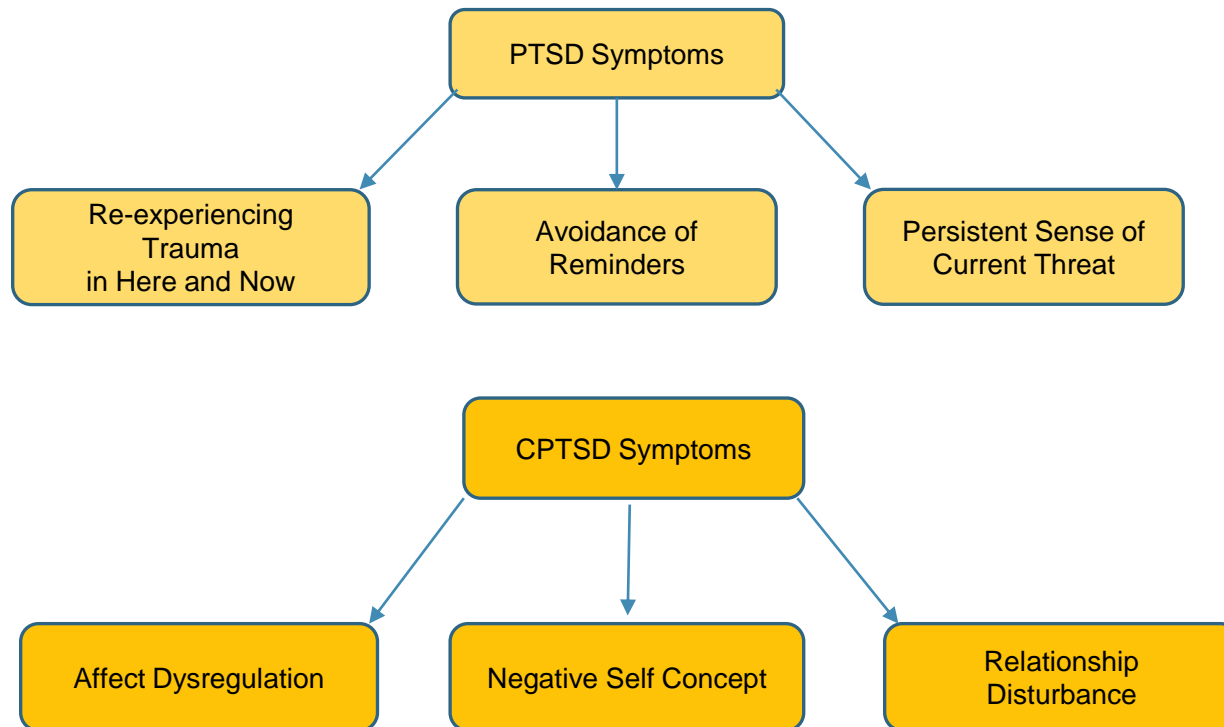 PTSD Symptoms
Re-experiencing
Trauma
in Here and Now
Avoidance of
Reminders
Persistent Sense of
Current Threat
CPTSD Symptoms
Affect Dysregulation
Negative Self Concept
Relationship
Disturbance